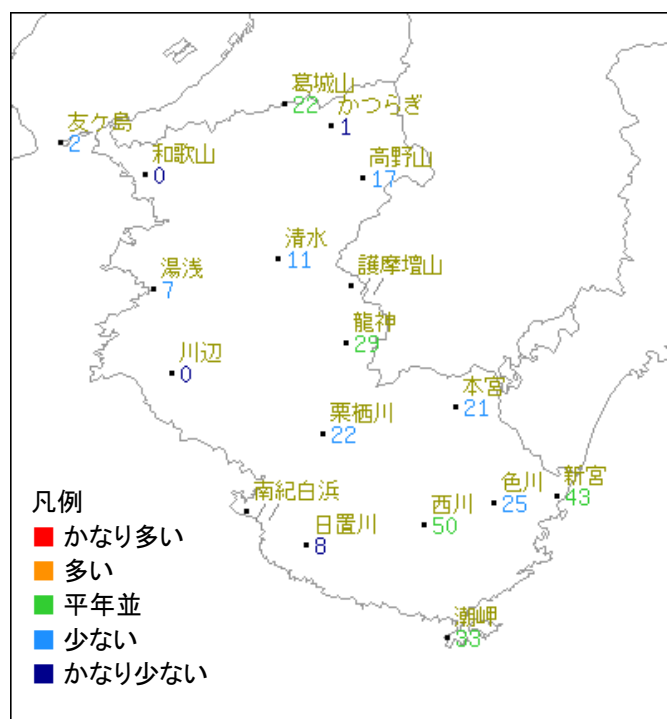 葛城山
22
かつらぎ
1
友ケ島
2
和歌山
0
高野山
17
清水
11
護摩壇山
//
湯浅
7
龍神
29
川辺
0
本宮
21
栗栖川
22
南紀白浜
//
日置川
8
西川
50
色川
25
新宮
43
潮岬
33
凡例
かなり多い
多い
平年並
少ない
かなり少ない